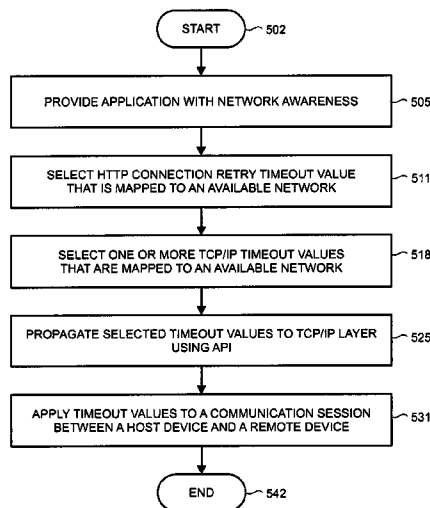 START
502
PROVIDE APPLICATION WITH NETWORK AWARENESS
505
SELECT HTTP CONNECTION RETRY TIMEOUT VALUE
THAT IS MAPPED TO AN AVAILABLE NETWORK
511
SELECT ONE OR MORE TCP/IP TIMEOUT VALUES
THAT ARE MAPPED TO AN AVAILABLE NETWORK
518
PROPAGATE SELECTED TIMEOUT VALUES TO TCP/IP LAYER
USING API
525
APPLY TIMEOUT VALUES TO A COMMUNICATION SESSION
BETWEEN A HOST DEVICE AND A REMOTE DEVICE
531
END
542